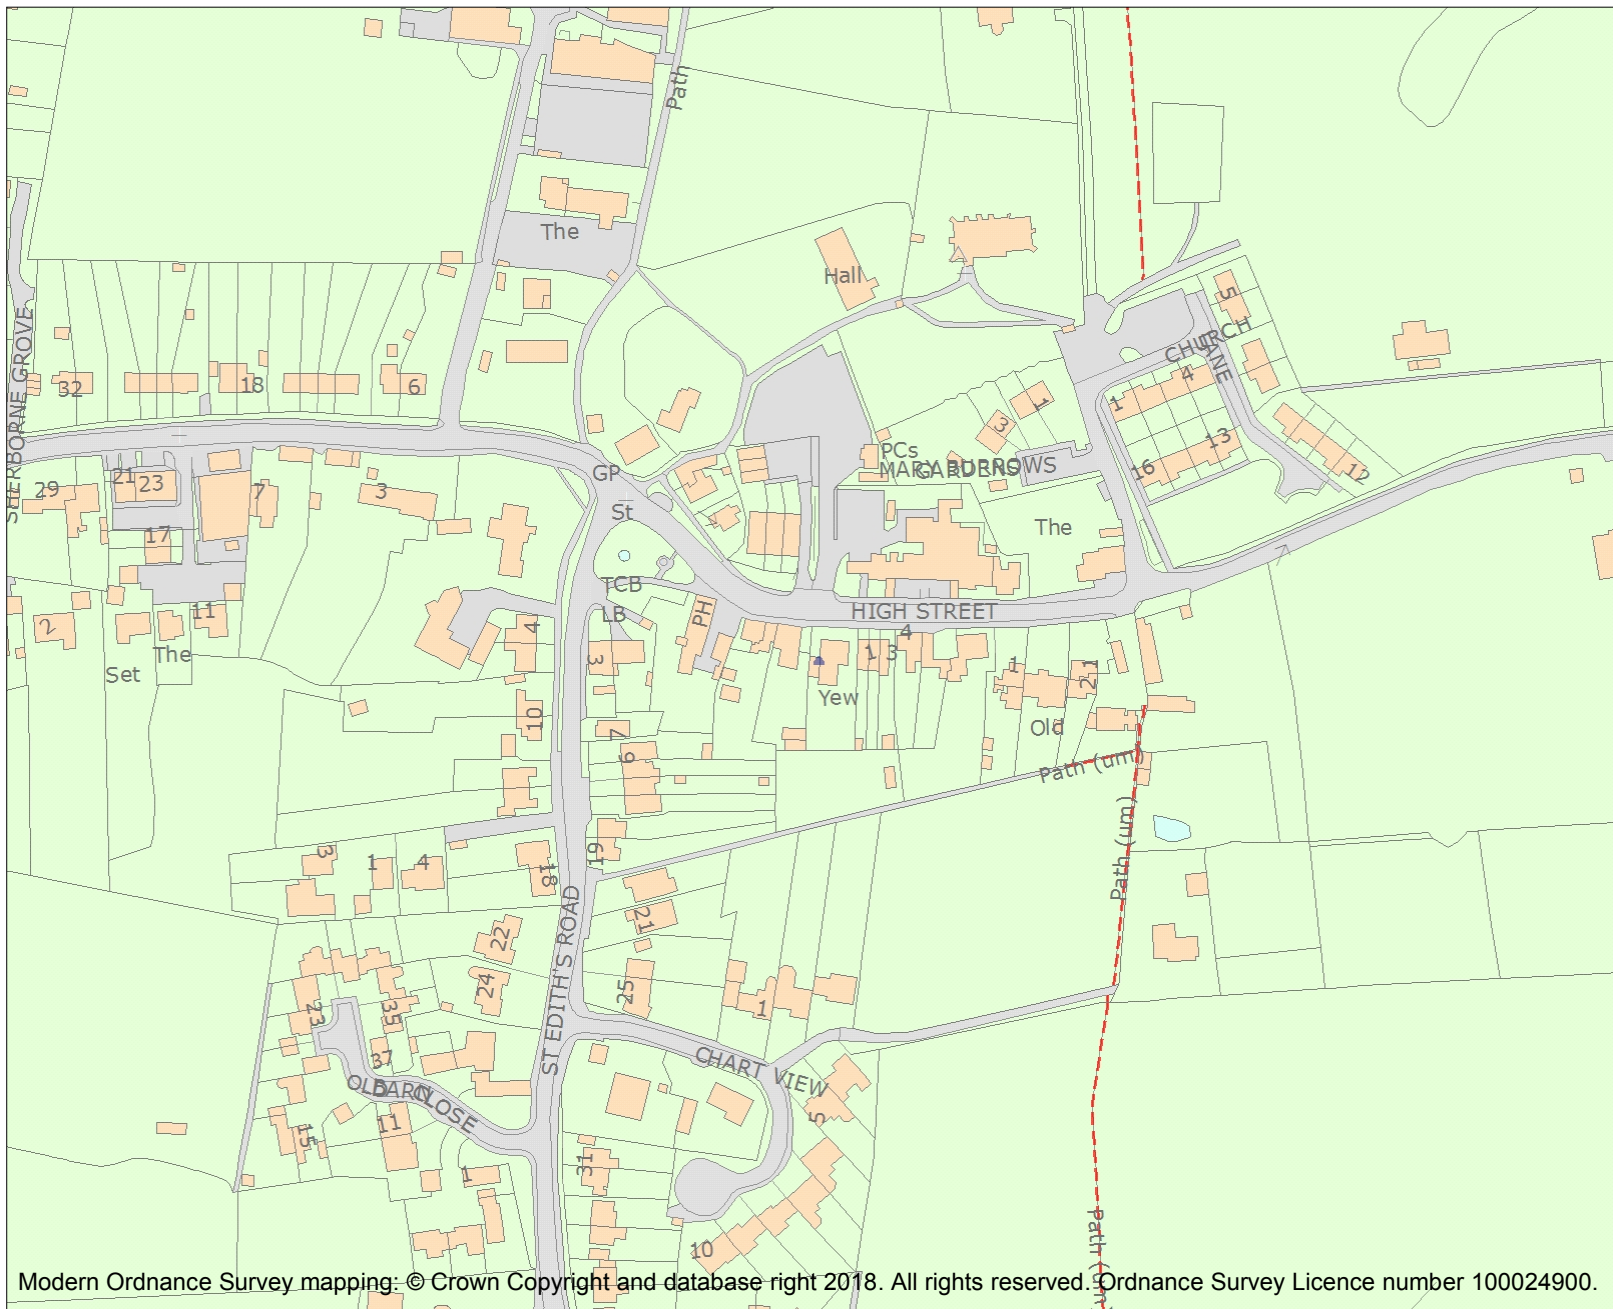 Path
The
Hall
5
CHURCH
LANE
SHERBORNE GROVE
32
18
6
4
1
1
3
13
PCs
MARY BURROWS
GARDENS
16
12
GP
21
23
29
7
3
St
The
17
TCB
LB
PH
HIGH STREET
2
11
4
4
The
3
1
3
1
1
2
Set
Yew
Old
10
7
9
Path (um)
Path (um)
3
1
4
19
18
21
22
24
25
ST EDITH'S ROAD
1
23
35
37
CHART VIEW
OLD
BARN
CLOSE
5
11
15
1
31
10
Path (um)
Modern Ordnance Survey mapping: © Crown Copyright and database right 2018. All rights reserved. Ordnance Survey Licence number 100024900.